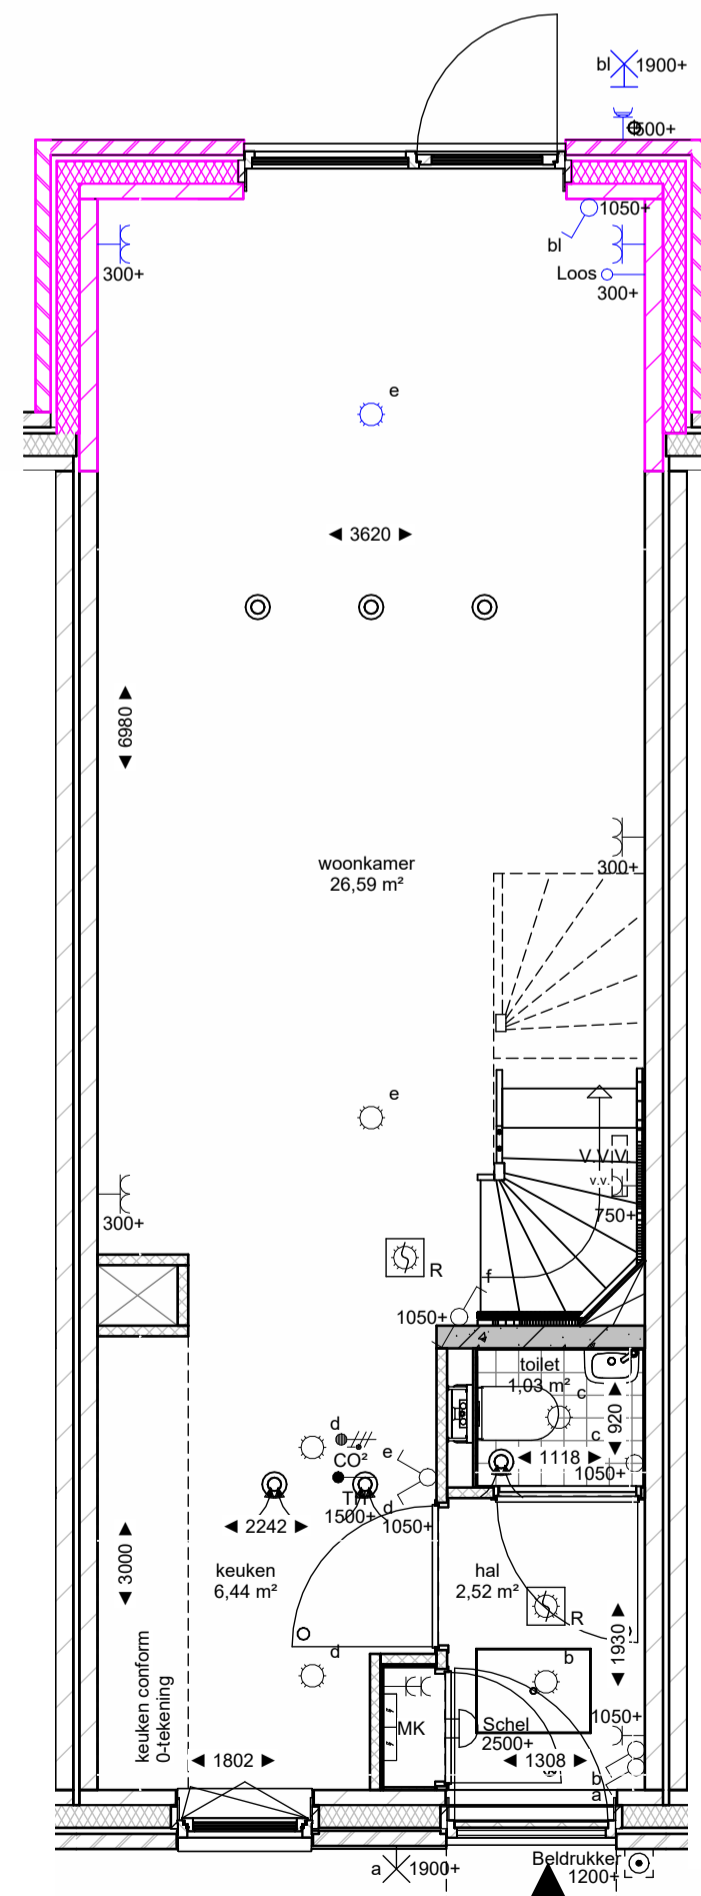 bl 1900+
500+
1050+
bl
300+
Loos
300+
e
3620
6980
woonkamer
26,59 m²
300+
e
V.V.
v.v.
750+
300+
R
f
1050+
toilet
1,03 m²
c
920
c
d
e
CO²
1118
1050+
1500+
d
1050+
2242
3000
keuken
6,44 m²
hal
2,52 m²
R
1930
d
b
keuken conform
0-tekening
MK
Schel
2500+
1050+
1802
1308
b
a
a 1900+
Beldrukker
1200+